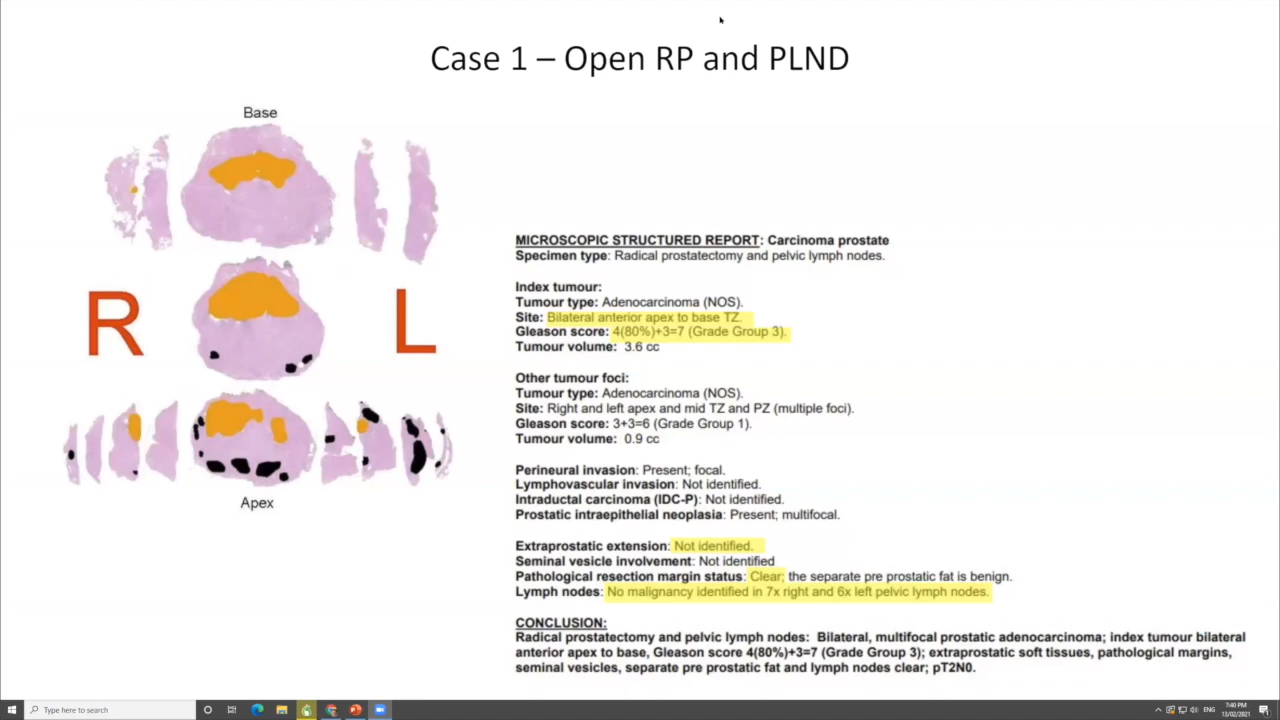 Case 1 – Open RP and PLND
Base
R
L
Apex
MICROSCOPIC STRUCTURED REPORT: Carcinoma prostate
Specimen type: Radical prostatectomy and pelvic lymph nodes.
Index tumour:
Tumour type: Adenocarcinoma (NOS).
Site: Bilateral anterior apex to base TZ.
Gleason score: 4(80%)+3=7 (Grade Group 3).
Tumour volume: 3.6 cc
Other tumour foci:
Tumour type: Adenocarcinoma (NOS).
Site: Right and left apex and mid TZ and PZ (multiple foci).
Gleason score: 3+3=6 (Grade Group 1).
Tumour volume: 0.9 cc
Perineural invasion: Present; focal.
Lymphovascular invasion: Not identified.
Intraductal carcinoma (IDC-P): Not identified.
Prostatic intraepithelial neoplasia: Present; multifocal.
Extraprostatic extension: Not identified.
Seminal vesicle involvement: Not identified
Pathological resection margin status: Clear; the separate pre prostatic fat is benign.
Lymph nodes: No malignancy identified in 7x right and 6x left pelvic lymph nodes.
CONCLUSION:
Radical prostatectomy and pelvic lymph nodes: Bilateral, multifocal prostatic adenocarcinoma; index tumour bilateral
anterior apex to base, Gleason score 4(80%)+3=7 (Grade Group 3); extraprostatic soft tissues, pathological margins,
seminal vesicles, separate pre prostatic fat and lymph nodes clear; pT2N0.
Type here to search
ENG
7:40 PM
13/02/2021